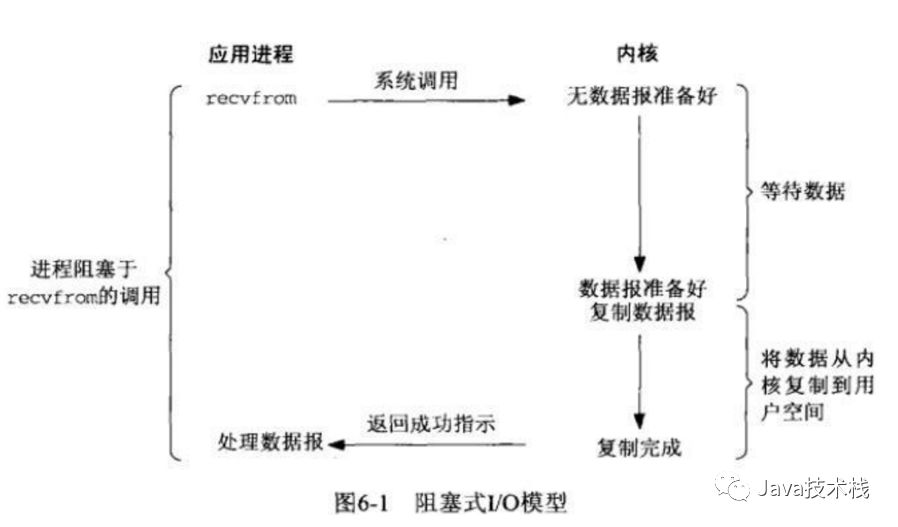 应用进程
内核
系统调用
recvfrom
无数据报准备好
等待数据
进程阻塞于
recvfrom的调用
数据报准备好
复制数据报
将数据从内
核复制到用
户空间
返回成功指示
处理数据报
复制完成
图6-1 阻塞式I/O模型
Java技术栈